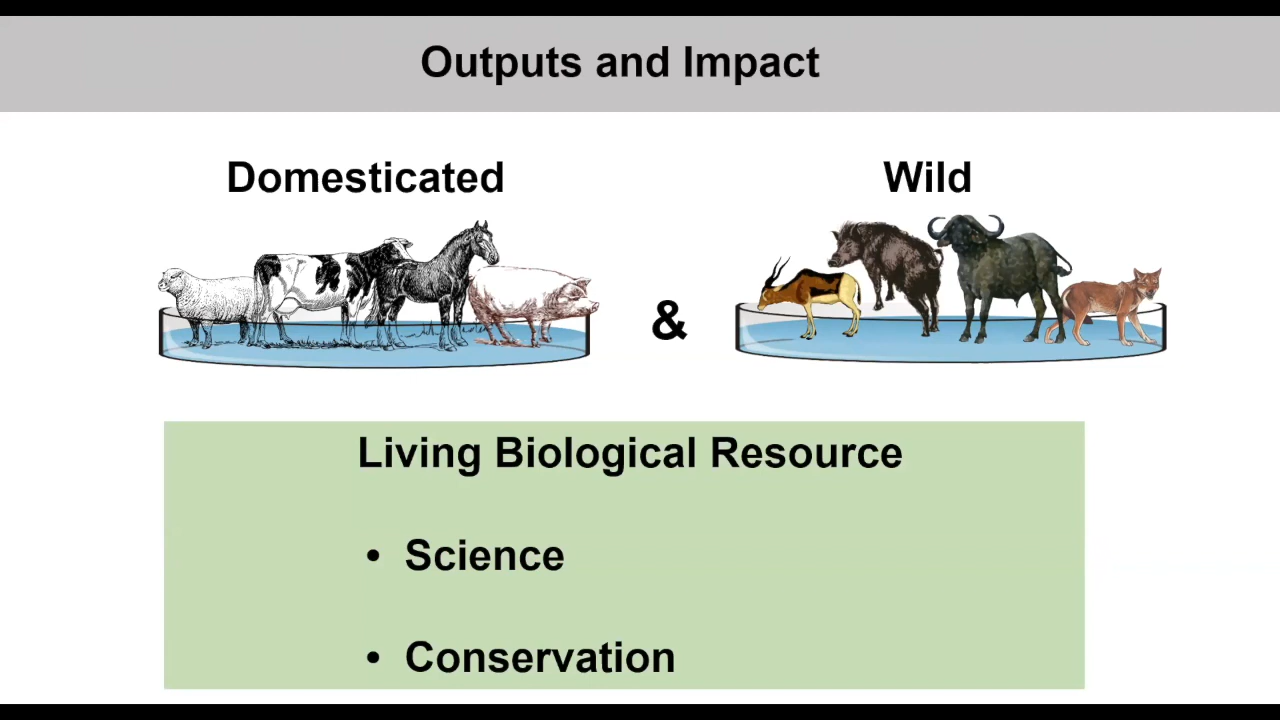 Outputs and Impact
Domesticated
Wild
&
Living Biological Resource
• Science
• Conservation